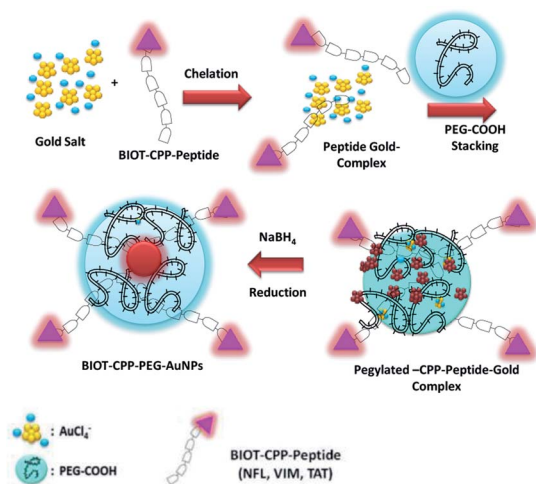 Gold Salt
+
BIOT-CPP-Peptide
Chelation
Peptide Gold-
Complex
PEG-COOH
Stacking
BIOT-CPP-PEG-AuNPs
NaBH4
Reduction
Pegylated –CPP-Peptide-Gold
Complex
: AuCl4-
: PEG-COOH
BIOT-CPP-Peptide
(NFL, VIM, TAT)